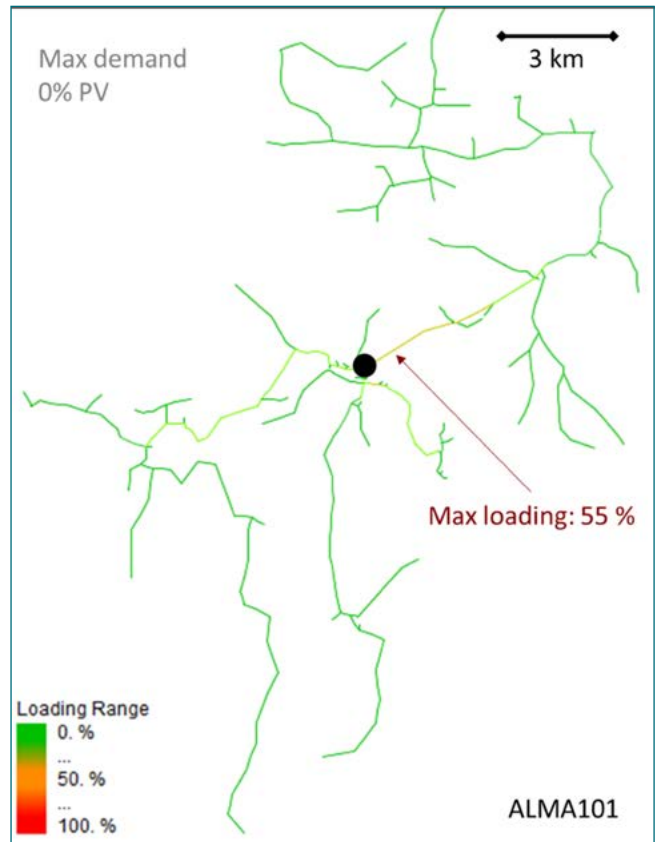 Max demand
0% PV
3 km
Max loading: 55 %
Loading Range
0. %
...
50. %
...
100. %
ALMA101